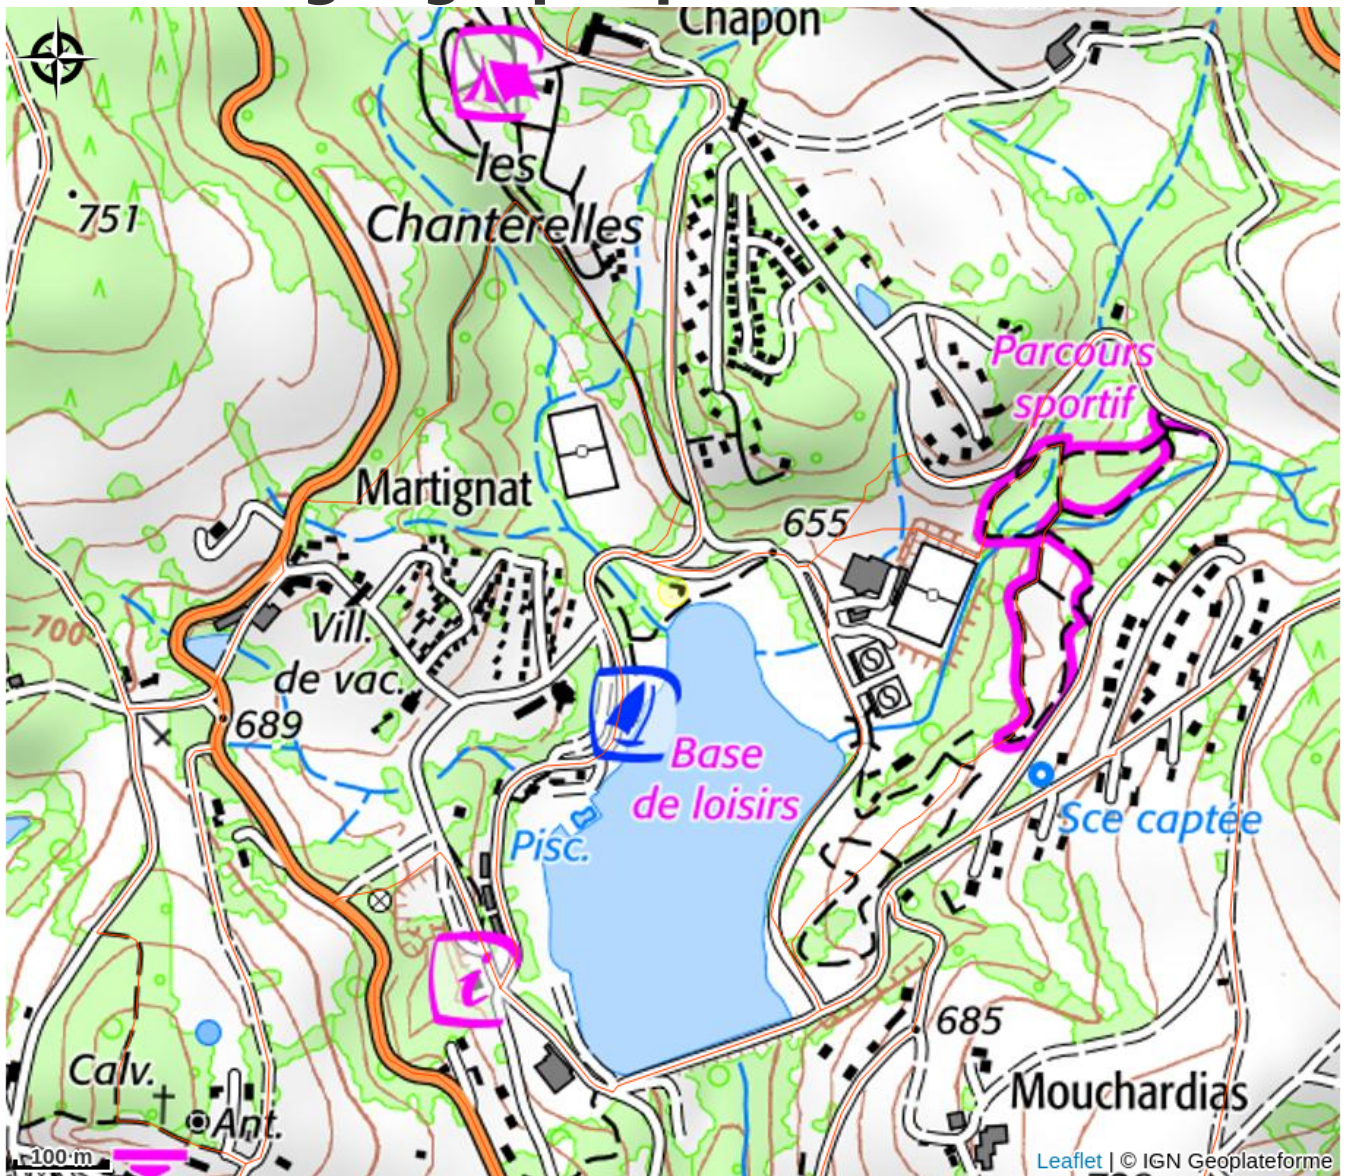 Chapon
les
Chanterelles
751
Parcours
sportif
Martignat
655
700
Vill.
de vac.
689
Base
de loisirs
Pisc.
Sce captée
i
685
Calv.
Mouchardias
Ant.
100 m
Leaflet | © IGN Geoplateforme